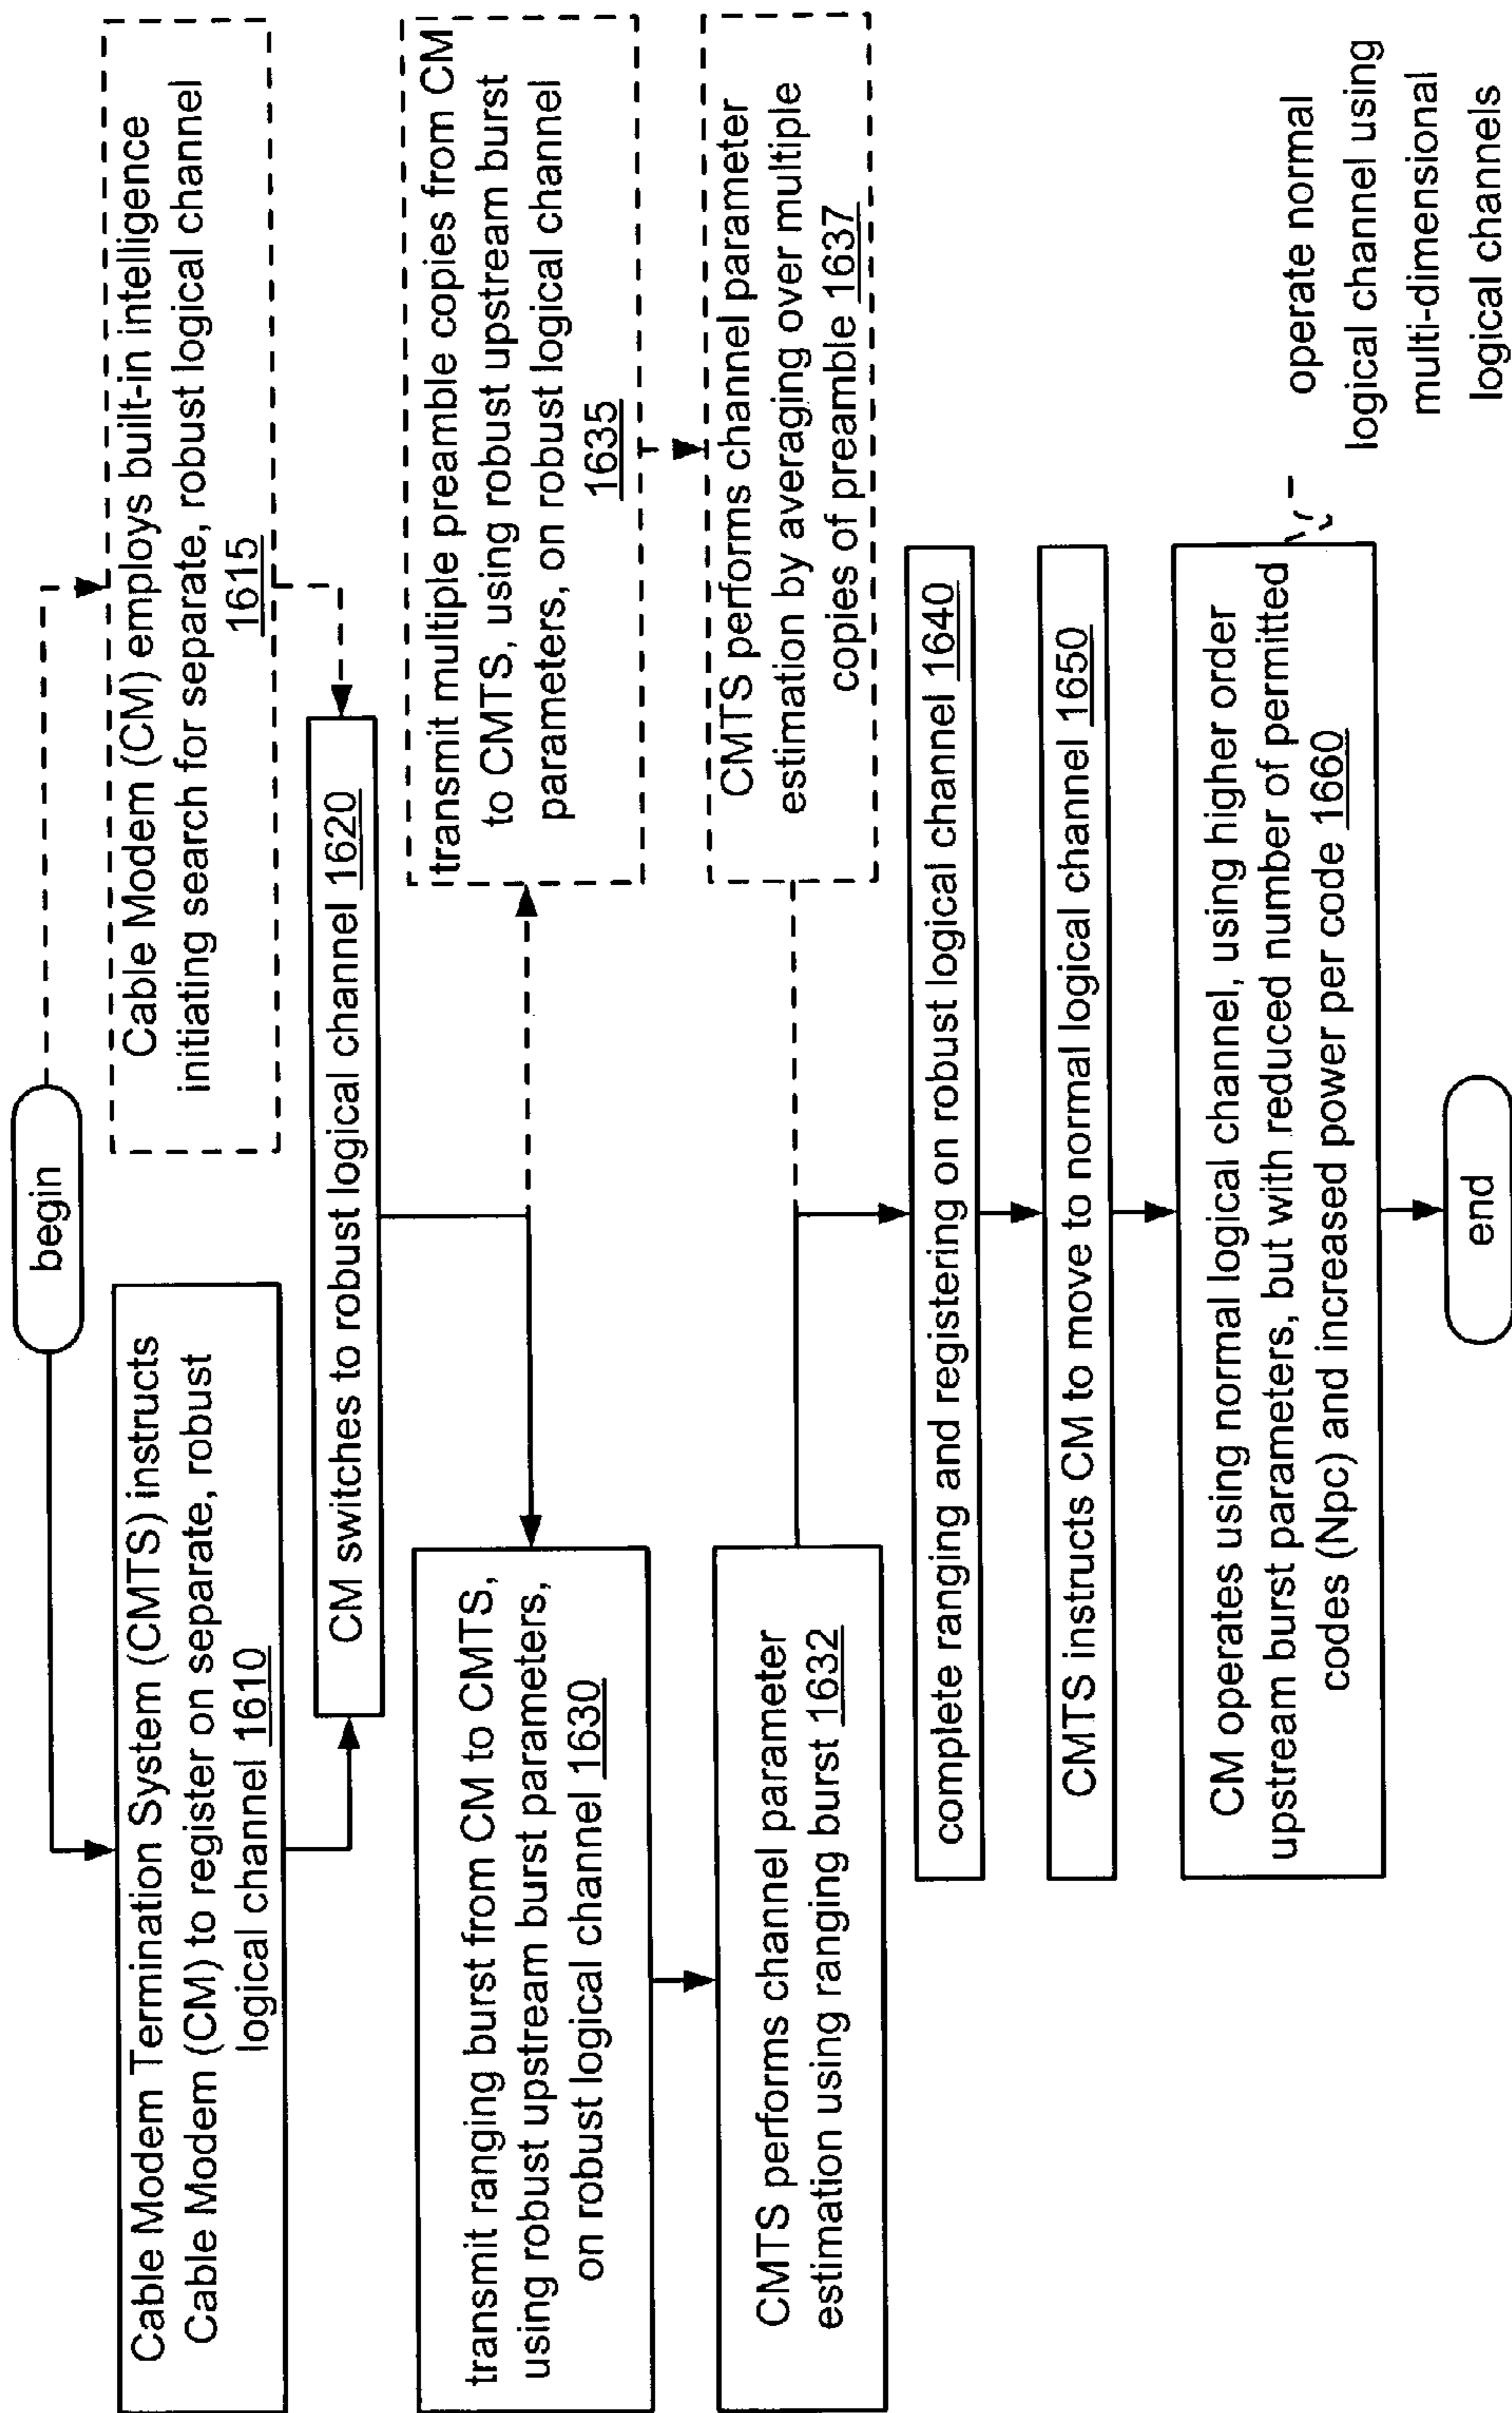 begin
Cable Modem Termination System (CMTS) instructs
Cable Modem (CM) to register on separate, robust
logical channel 1610
Cable Modem (CM) employs built-in intelligence
initiating search for separate, robust logical channel
1615
CM switches to robust logical channel 1620
transmit ranging burst from CM to CMTS,
using robust upstream burst parameters,
on robust logical channel 1630
transmit multiple preamble copies from CM
to CMTS, using robust upstream burst
parameters, on robust logical channel
1635
CMTS performs channel parameter
estimation using ranging burst 1632
CMTS performs channel parameter
estimation by averaging over multiple
copies of preamble 1637
complete ranging and registering on robust logical channel 1640
CMTS instructs CM to move to normal logical channel 1650
CM operates using normal logical channel, using higher order
upstream burst parameters, but with reduced number of permitted
codes (Npc) and increased power per code 1660
operate normal
logical channel using
multi-dimensional
logical channels
end